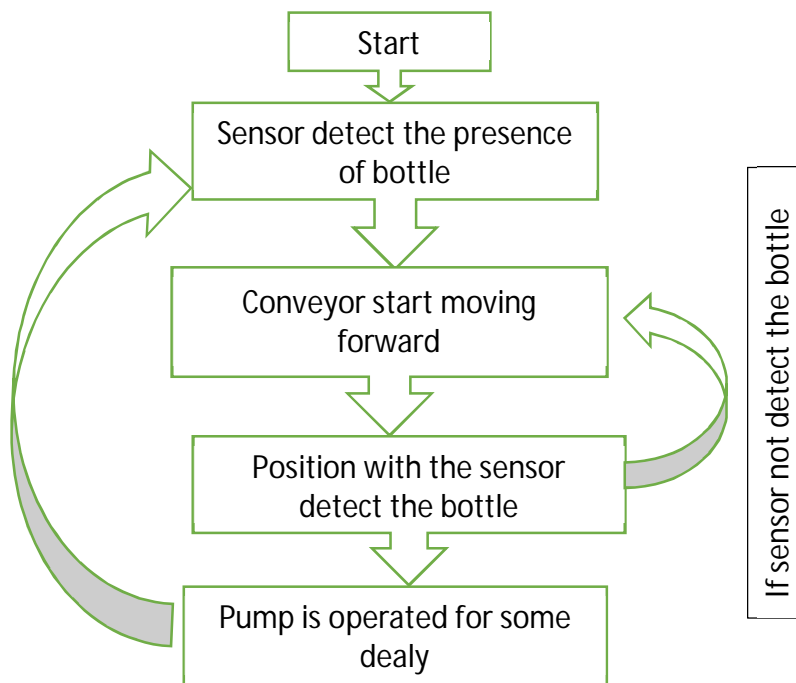 Start
Sensor detect the presence
of bottle
Conveyor start moving
forward
Position with the sensor
detect the bottle
Pump is operated for some
dealy
If sensor not detect the bottle